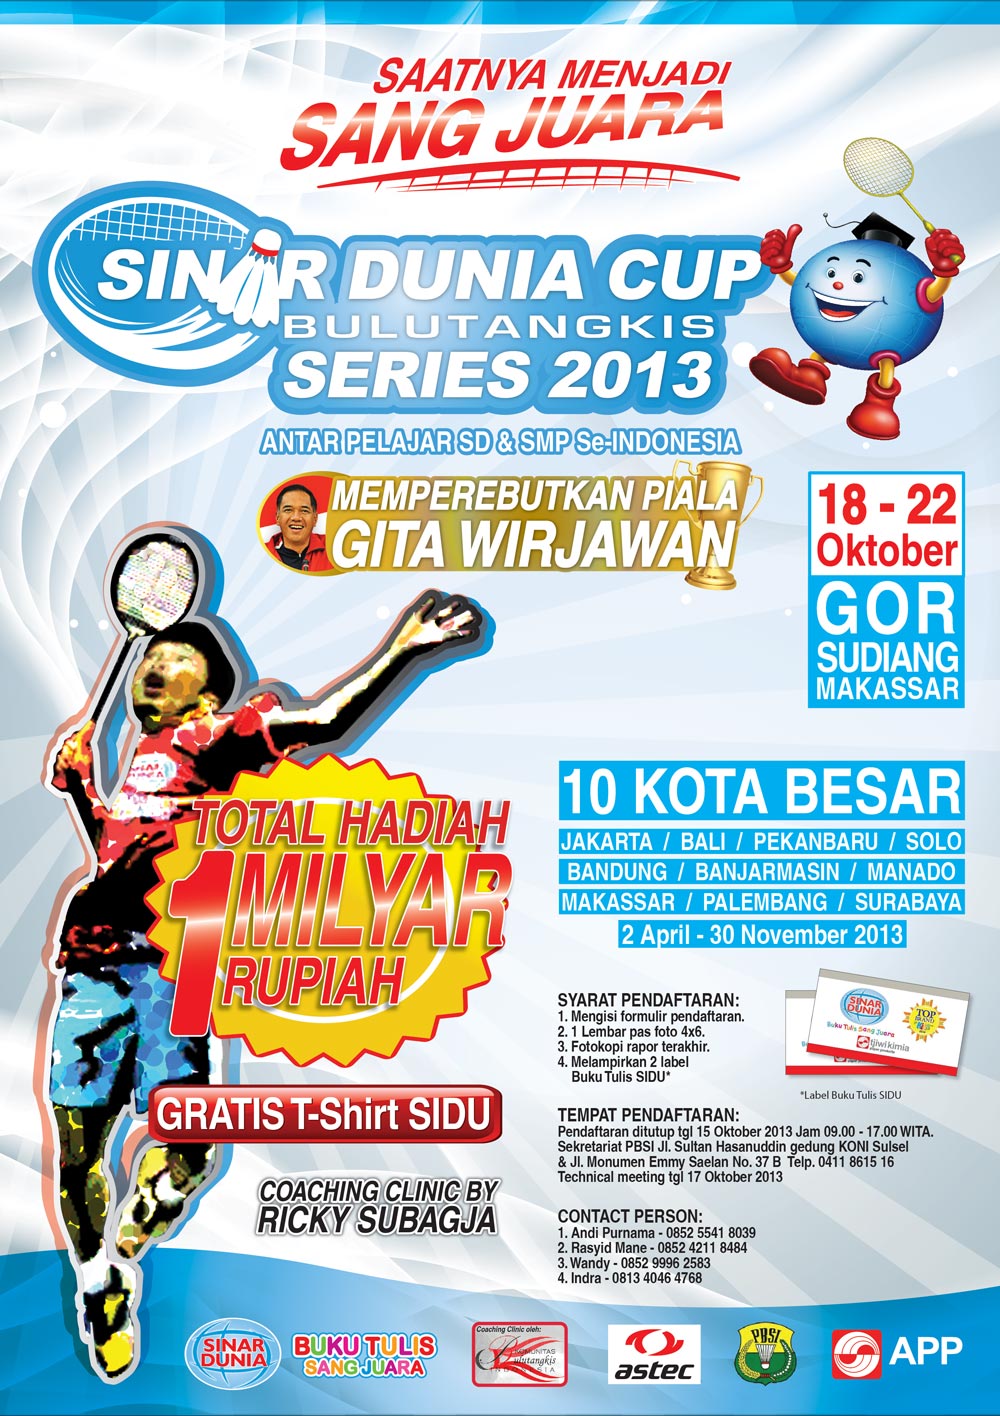 SAATNYA MENJADI
SANG JUARA
SINAR DUNIA CUP
BULUTANGKIS
SERIES 2013
ANTAR PELAJAR SD & SMP Se-INDONESIA
MEMPEREBUTKAN PIALA
GITA WIRJAWAN
18 - 22
Oktober
GOR
SUDIANG
MAKASSAR
TOTAL HADIAH
1 MILYAR
RUPIAH
10 KOTA BESAR
JAKARTA / BALI / PEKANBARU / SOLO
BANDUNG / BANJARMASIN / MANADO
MAKASSAR / PALEMBANG / SURABAYA
2 April - 30 November 2013
SYARAT PENDAFTARAN:
1. Mengisi formulir pendaftaran.
2. 1 Lembar pas foto 4x6.
3. Fotokopi rapor terakhir.
4. Melampirkan 2 label
Buku Tulis SIDU*
SINAR
DUNIA
Buku Tulis Sang Juara
TOP
BRAND
tjiwi kimia
*Label Buku Tulis SIDU
GRATIS T-Shirt SIDU
COACHING CLINIC BY
RICKY SUBAGJA
TEMPAT PENDAFTARAN:
Pendaftaran ditutup tgl 15 Oktober 2013 Jam 09.00 - 17.00 WITA.
Sekretariat PBSI Jl. Sultan Hasanuddin gedung KONI Sulsel
& Jl. Monumen Emmy Saelan No. 37 B Telp. 0411 8615 16
Technical meeting tgl 17 Oktober 2013
CONTACT PERSON:
1. Andi Purnama - 0852 5541 8039
2. Rasyid Mane - 0852 4211 8484
3. Wandy - 0852 9996 2583
4. Indra - 0813 4046 4768
SINAR
DUNIA
BUKU TULIS
SANG JUARA
Coaching Clinic oleh:
KOMUNITAS
Bulutangkis
INDONESIA
astec
PBSI
APP